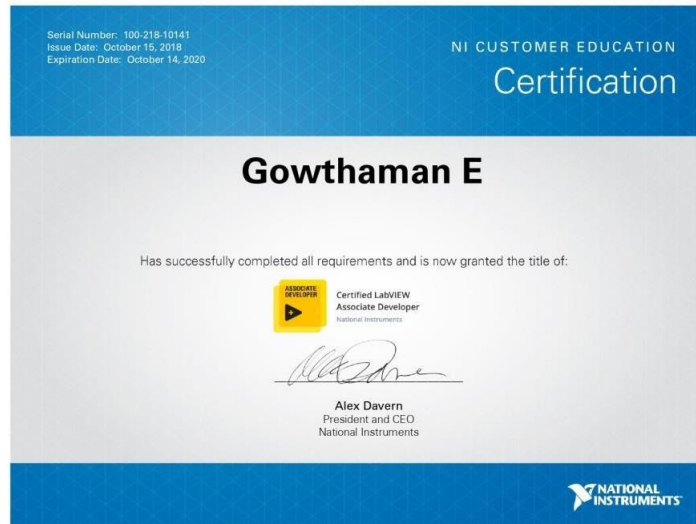 Serial Number: 100-218-10141
Issue Date: October 15, 2018
Expiration Date: October 14, 2020
NI CUSTOMER EDUCATION
Certification
Gowthaman E
Has successfully completed all requirements and is now granted the title of:
ASSOCIATE
DEVELOPER
Certified LabVIEW
Associate Developer
National Instruments
Alex Davern
President and CEO
National Instruments
NATIONAL
INSTRUMENTS™